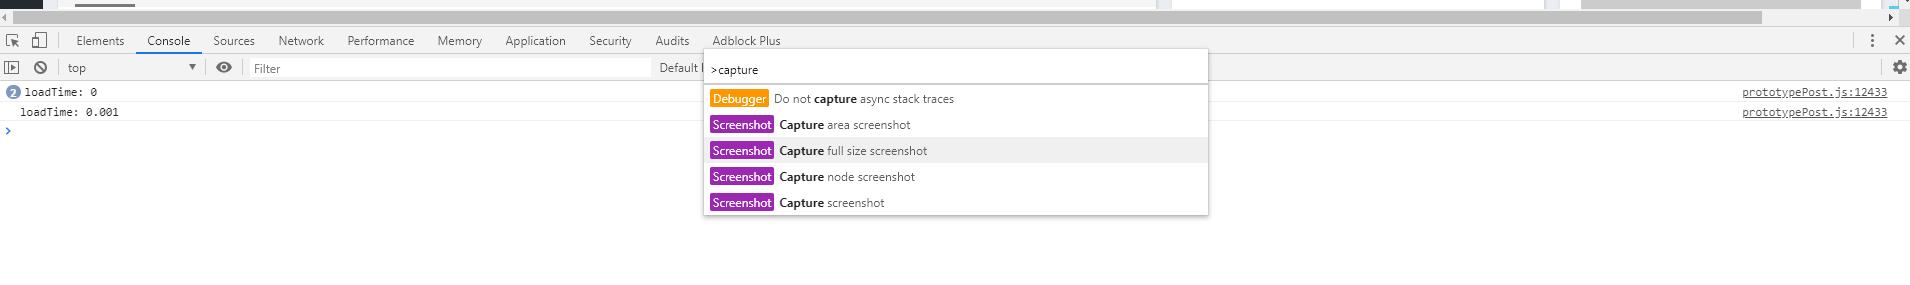 Elements Console Sources Network Performance Memory Application Security Audits Adblock Plus
top Filter Default
>capture
2 loadTime: 0 prototypePost.js:12433
loadTime: 0.001 prototypePost.js:12433
>
Debugger Do not capture async stack traces
Screenshot Capture area screenshot
Screenshot Capture full size screenshot
Screenshot Capture node screenshot
Screenshot Capture screenshot